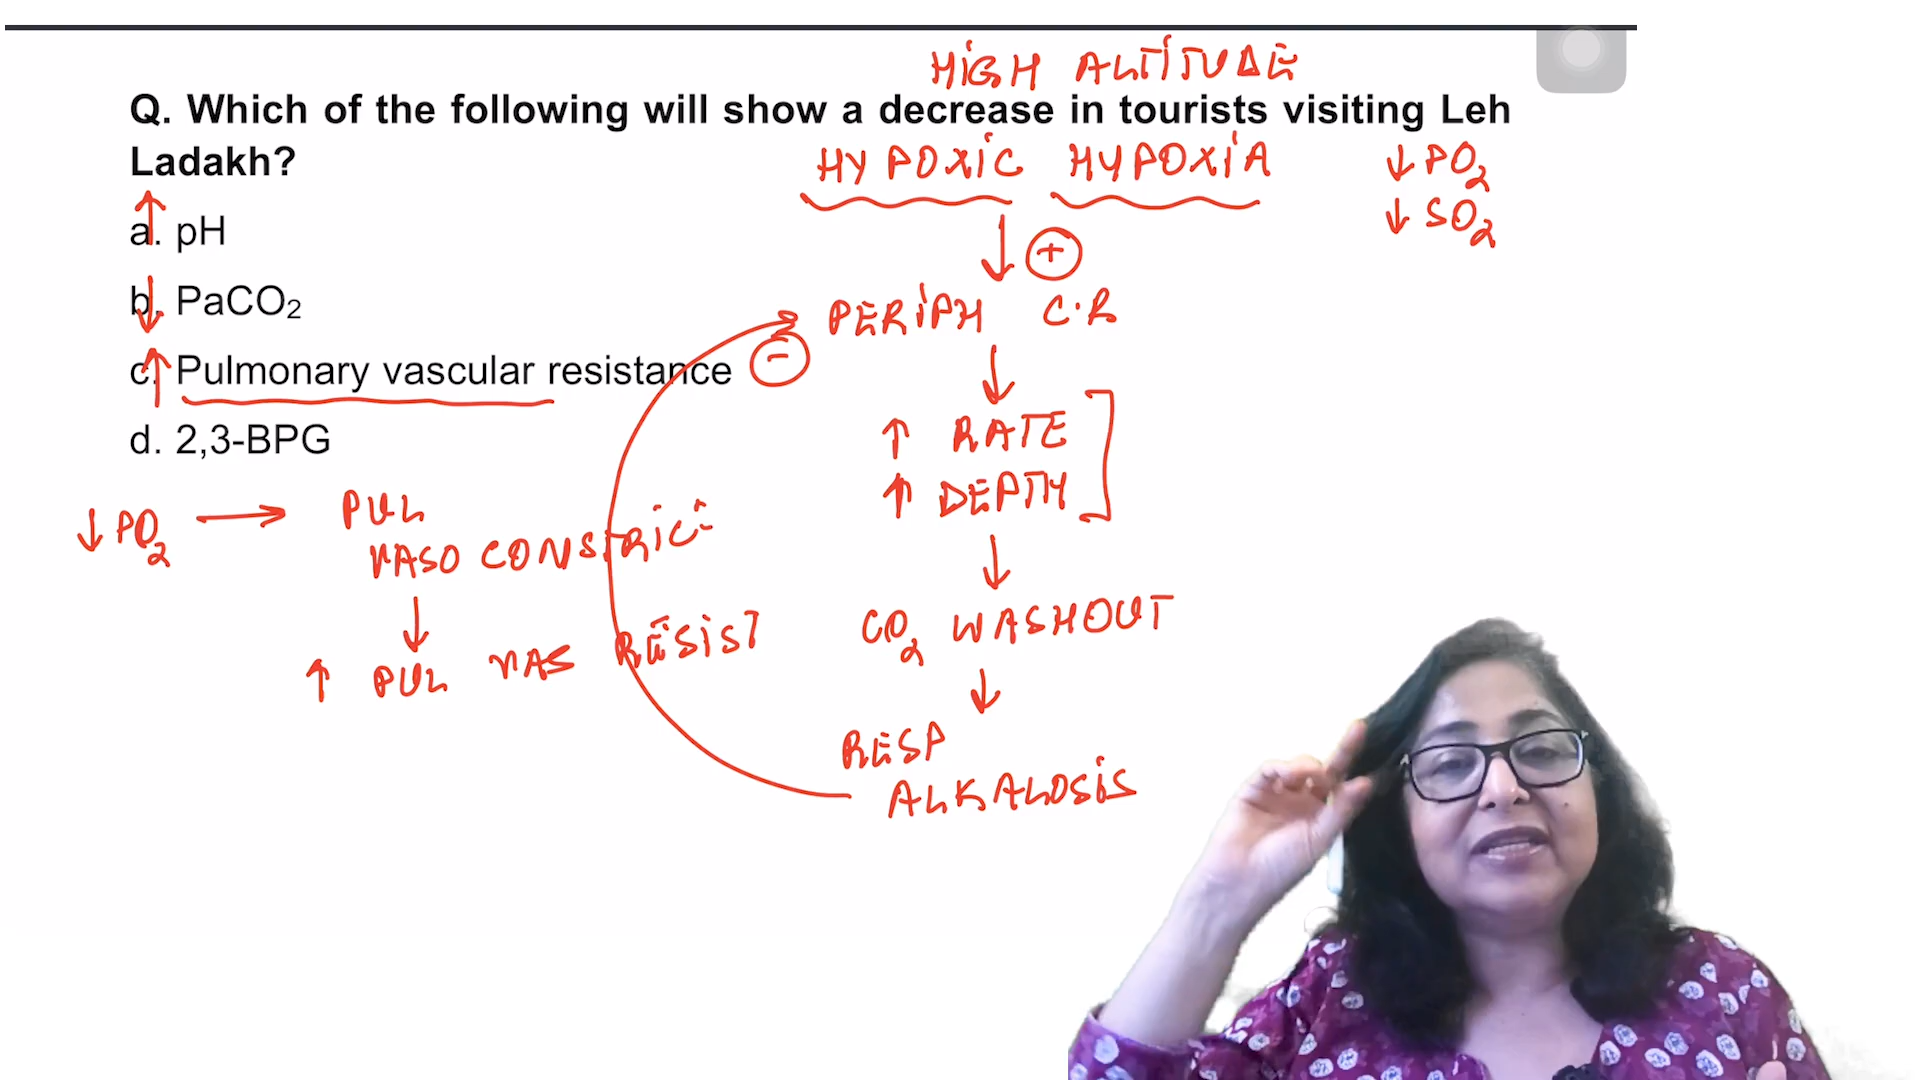 HIGH ALTITUDE
Q. Which of the following will show a decrease in tourists visiting Leh
Ladakh?
HYPOXIC HYPOXIA
↓ PO2
↓ SO2
↑
a. pH
+
↓
b. PaCO2
PERIPH C.R
↑
c. Pulmonary vascular resistance
-
↑ RATE
↑ DEPTH
d. 2,3-BPG
↓ PO2 → PUL
VASO CONSTRIC
↓
↑ PUL VAS RESIST
↓
CO2 WASHOUT
↓
RESP
ALKALOSIS